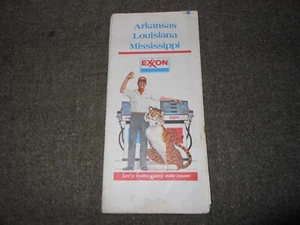 Arkansas
Louisiana
Mississippi
EXXON
Let's make every mile count